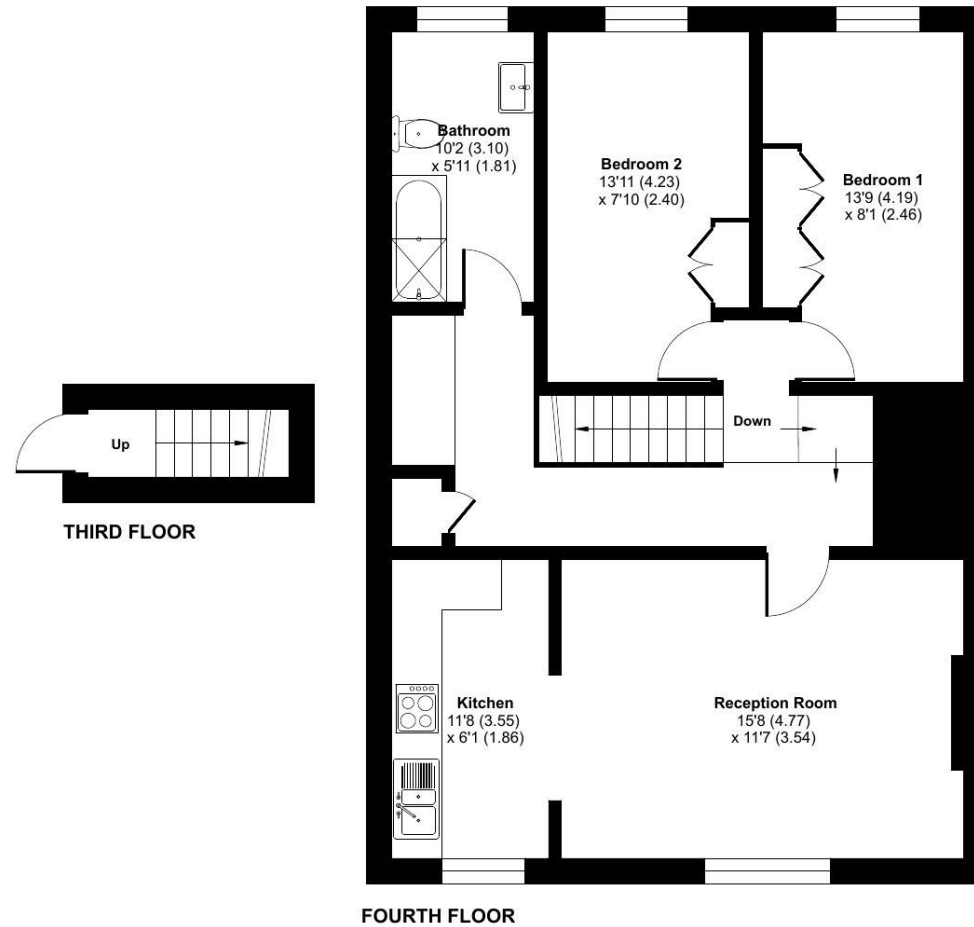 Bathroom
10'2 (3.10)
x 5'11 (1.81)
Bedroom 2
13'11 (4.23)
x 7'10 (2.40)
Bedroom 1
13'9 (4.19)
x 8'1 (2.46)
Up
THIRD FLOOR
Down
Kitchen
11'8 (3.55)
x 6'1 (1.86)
Reception Room
15'8 (4.77)
x 11'7 (3.54)
FOURTH FLOOR